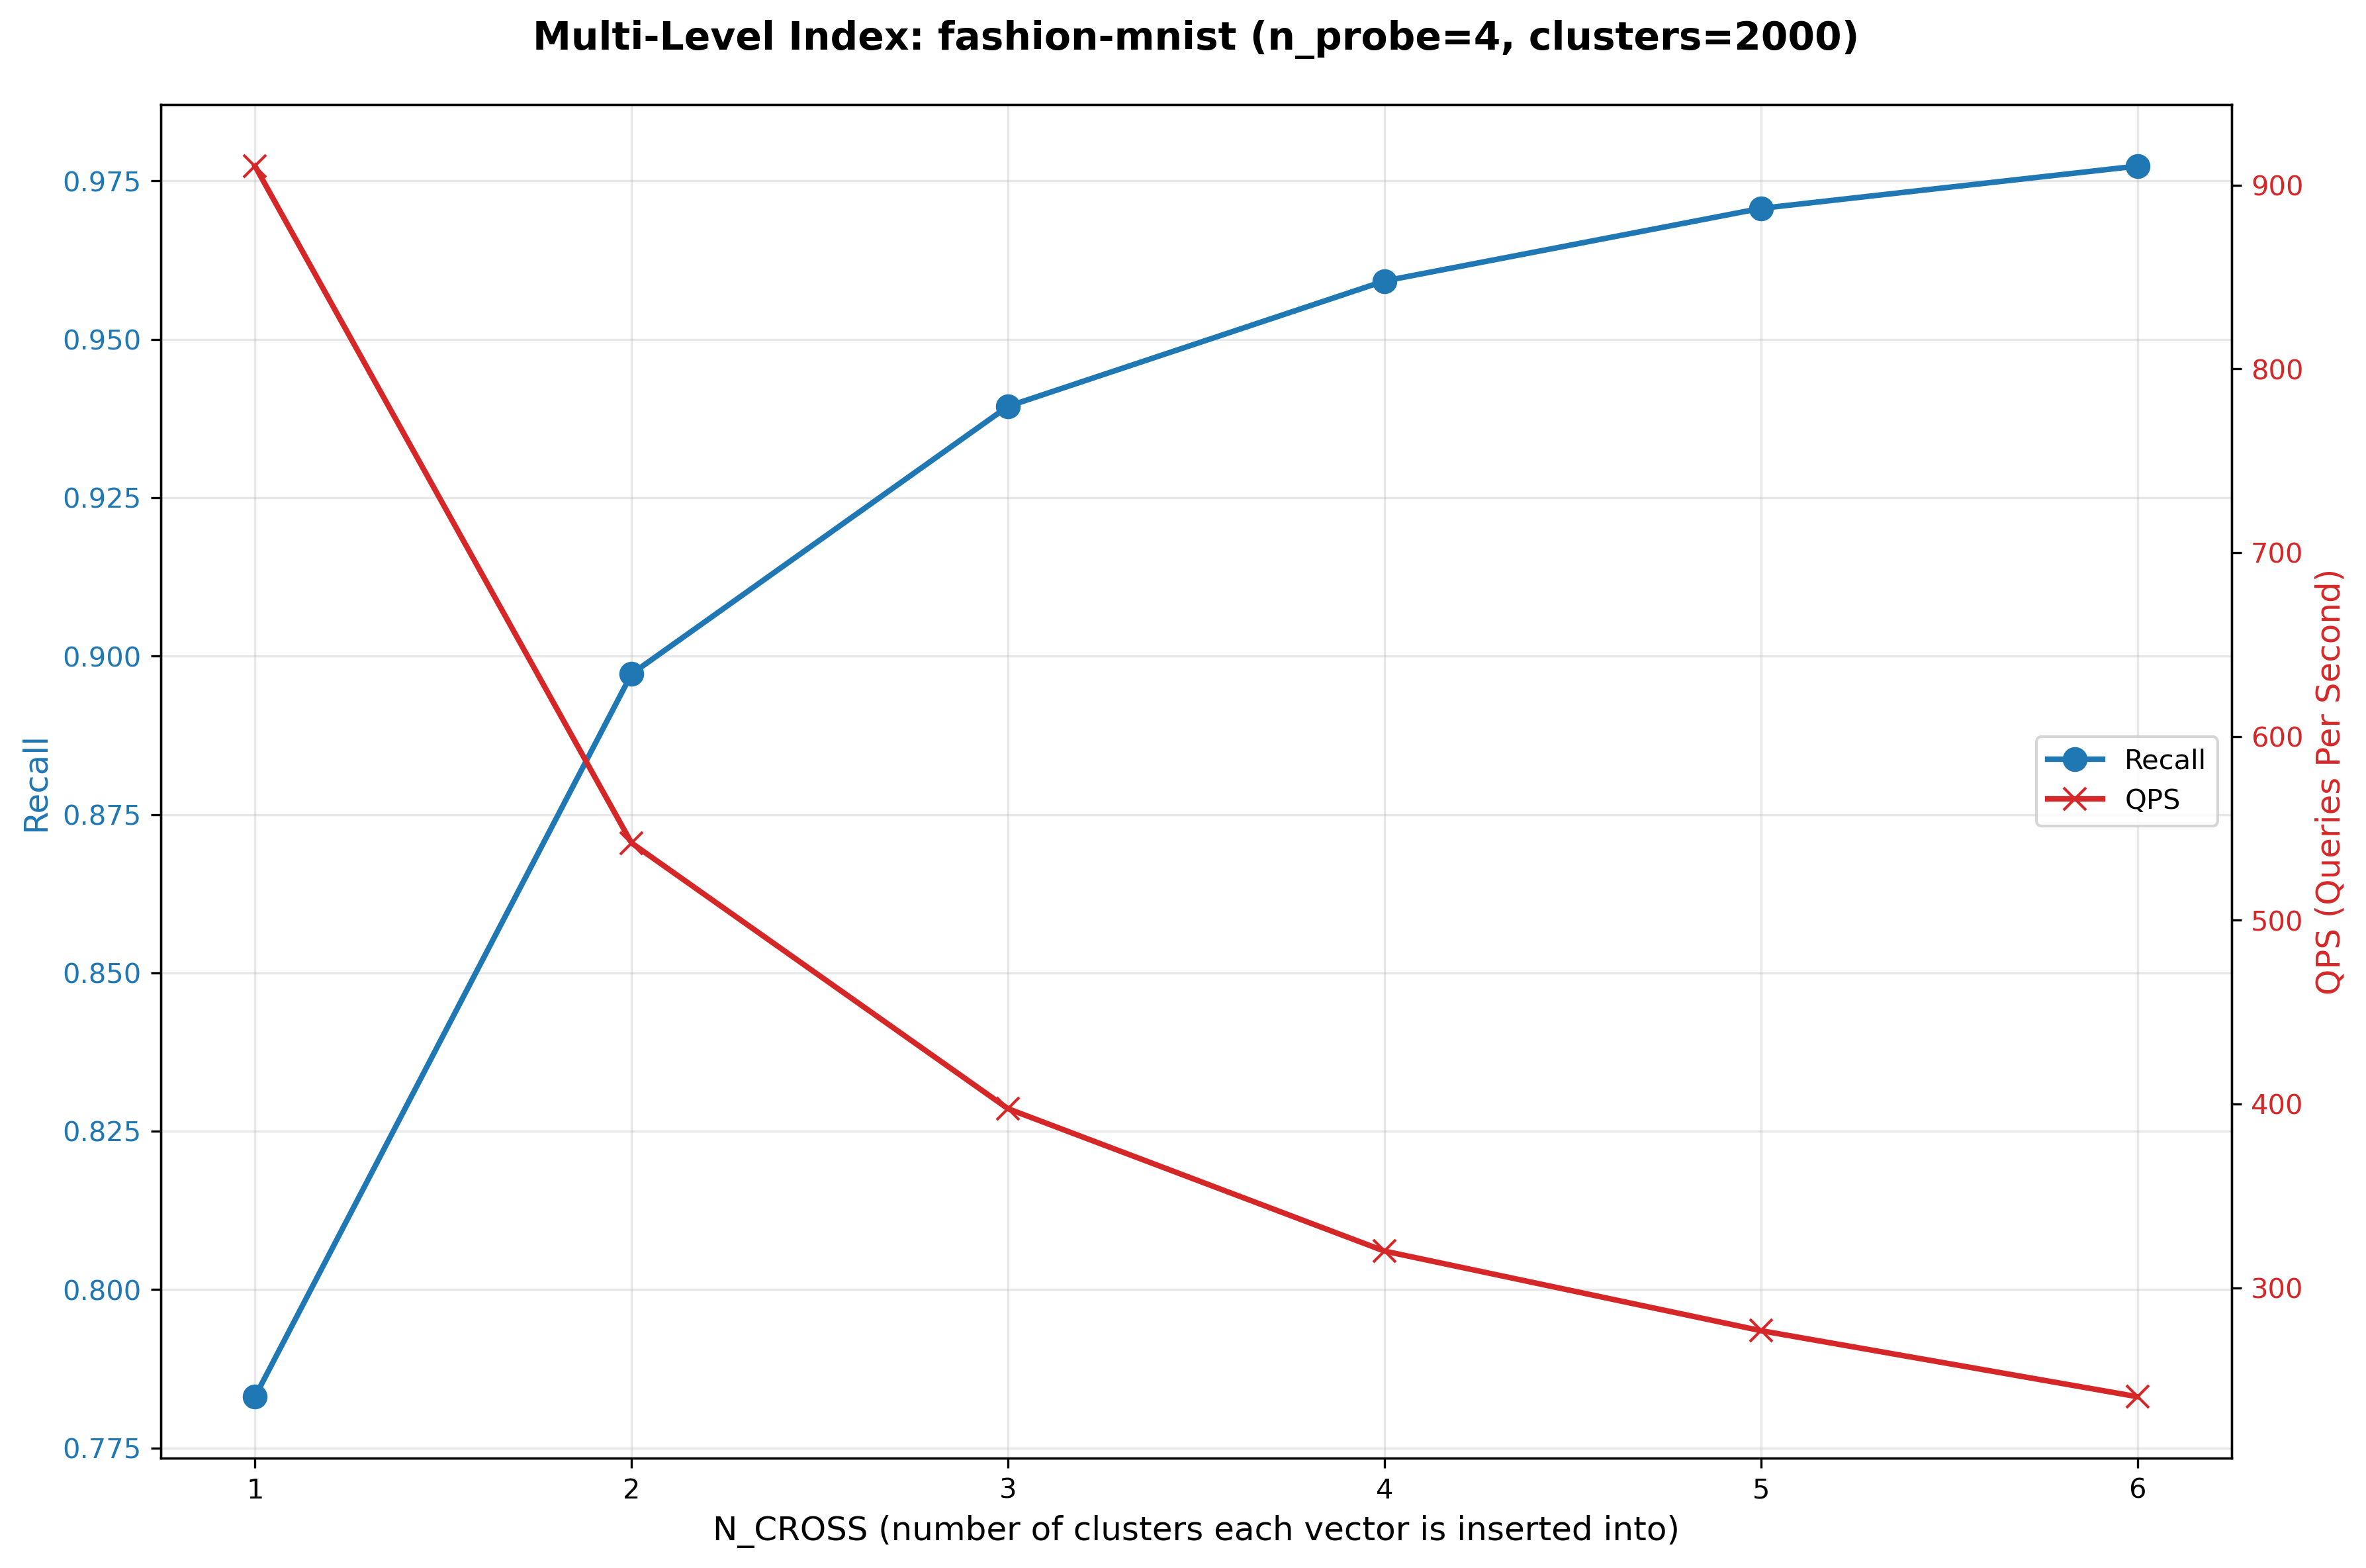 Multi-Level Index: fashion-mnist (n_probe=4, clusters=2000)
Recall
0.975
0.950
0.925
0.900
0.875
0.850
0.825
0.800
0.775
900
800
700
600
500
400
300
QPS (Queries Per Second)
Recall
QPS
1 2 3 4 5 6
N_CROSS (number of clusters each vector is inserted into)